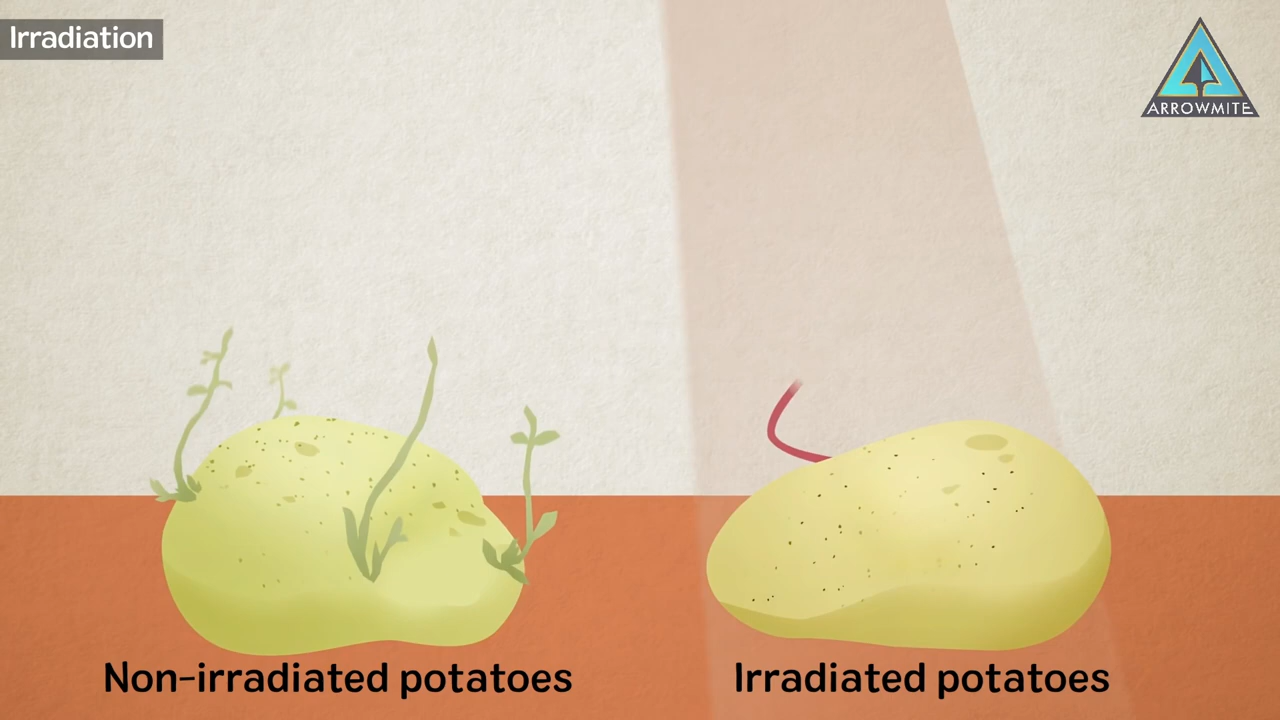 Irradiation
ARROWMITE
Non-irradiated potatoes
Irradiated potatoes